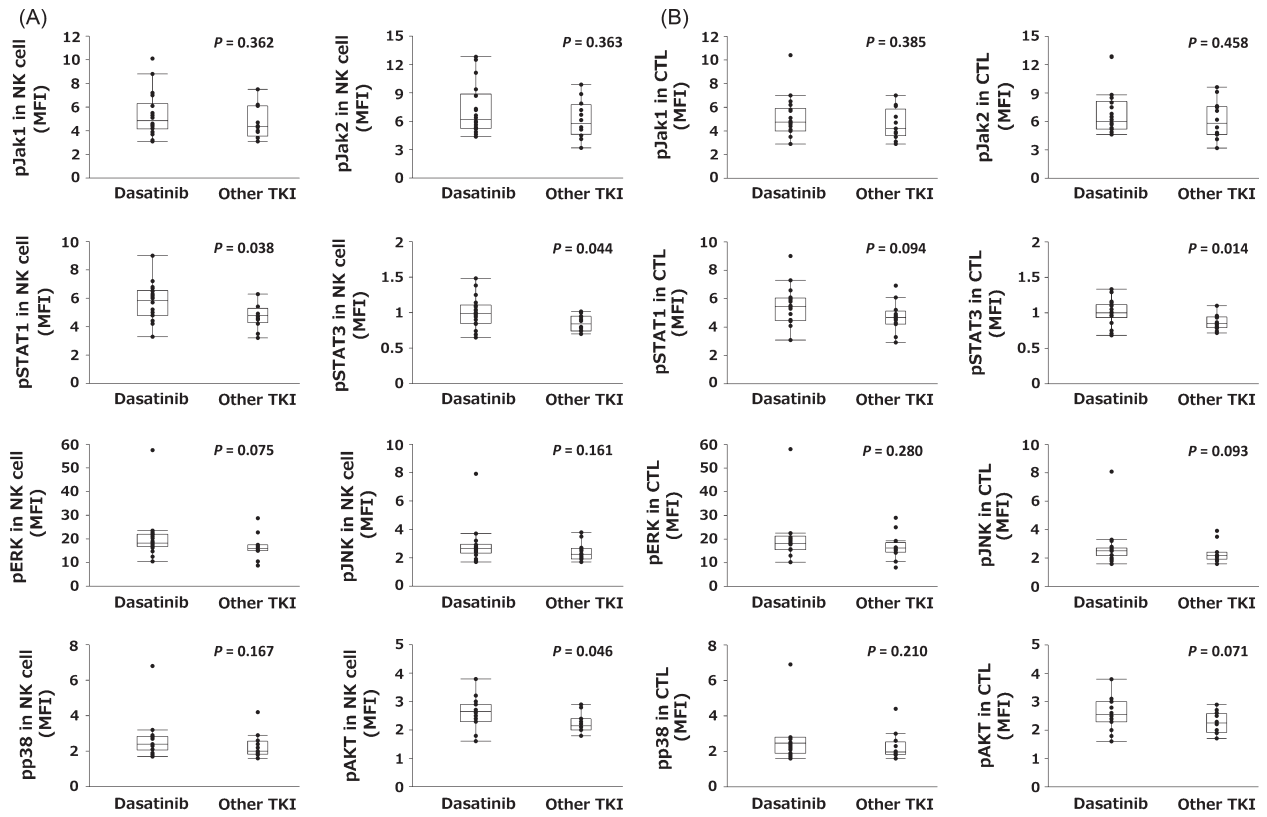 (A)
pJak1 in NK cell
(MFI)
12
10
8
6
4
2
0
P = 0.362
Dasatinib
Other TKI
pJak2 in NK cell
(MFI)
15
12
9
6
3
0
P = 0.363
Dasatinib
Other TKI
(B)
pJak1 in CTL
(MFI)
12
10
8
6
4
2
0
P = 0.385
Dasatinib
Other TKI
pJak2 in CTL
(MFI)
15
12
9
6
3
0
P = 0.458
Dasatinib
Other TKI
pSTAT1 in NK cell
(MFI)
10
8
6
4
2
0
P = 0.038
Dasatinib
Other TKI
pSTAT3 in NK cell
(MFI)
2
1.5
1
0.5
0
P = 0.044
Dasatinib
Other TKI
pSTAT1 in CTL
(MFI)
10
8
6
4
2
0
P = 0.094
Dasatinib
Other TKI
pSTAT3 in CTL
(MFI)
2
1.5
1
0.5
0
P = 0.014
Dasatinib
Other TKI
pERK in NK cell
(MFI)
60
50
40
30
20
10
0
P = 0.075
Dasatinib
Other TKI
pJNK in NK cell
(MFI)
10
8
6
4
2
0
P = 0.161
Dasatinib
Other TKI
pERK in CTL
(MFI)
60
50
40
30
20
10
0
P = 0.280
Dasatinib
Other TKI
pJNK in CTL
(MFI)
10
8
6
4
2
0
P = 0.093
Dasatinib
Other TKI
pp38 in NK cell
(MFI)
8
6
4
2
0
P = 0.167
Dasatinib
Other TKI
pAKT in NK cell
(MFI)
5
4
3
2
1
0
P = 0.046
Dasatinib
Other TKI
pp38 in CTL
(MFI)
8
6
4
2
0
P = 0.210
Dasatinib
Other TKI
pAKT in CTL
(MFI)
5
4
3
2
1
0
P = 0.071
Dasatinib
Other TKI